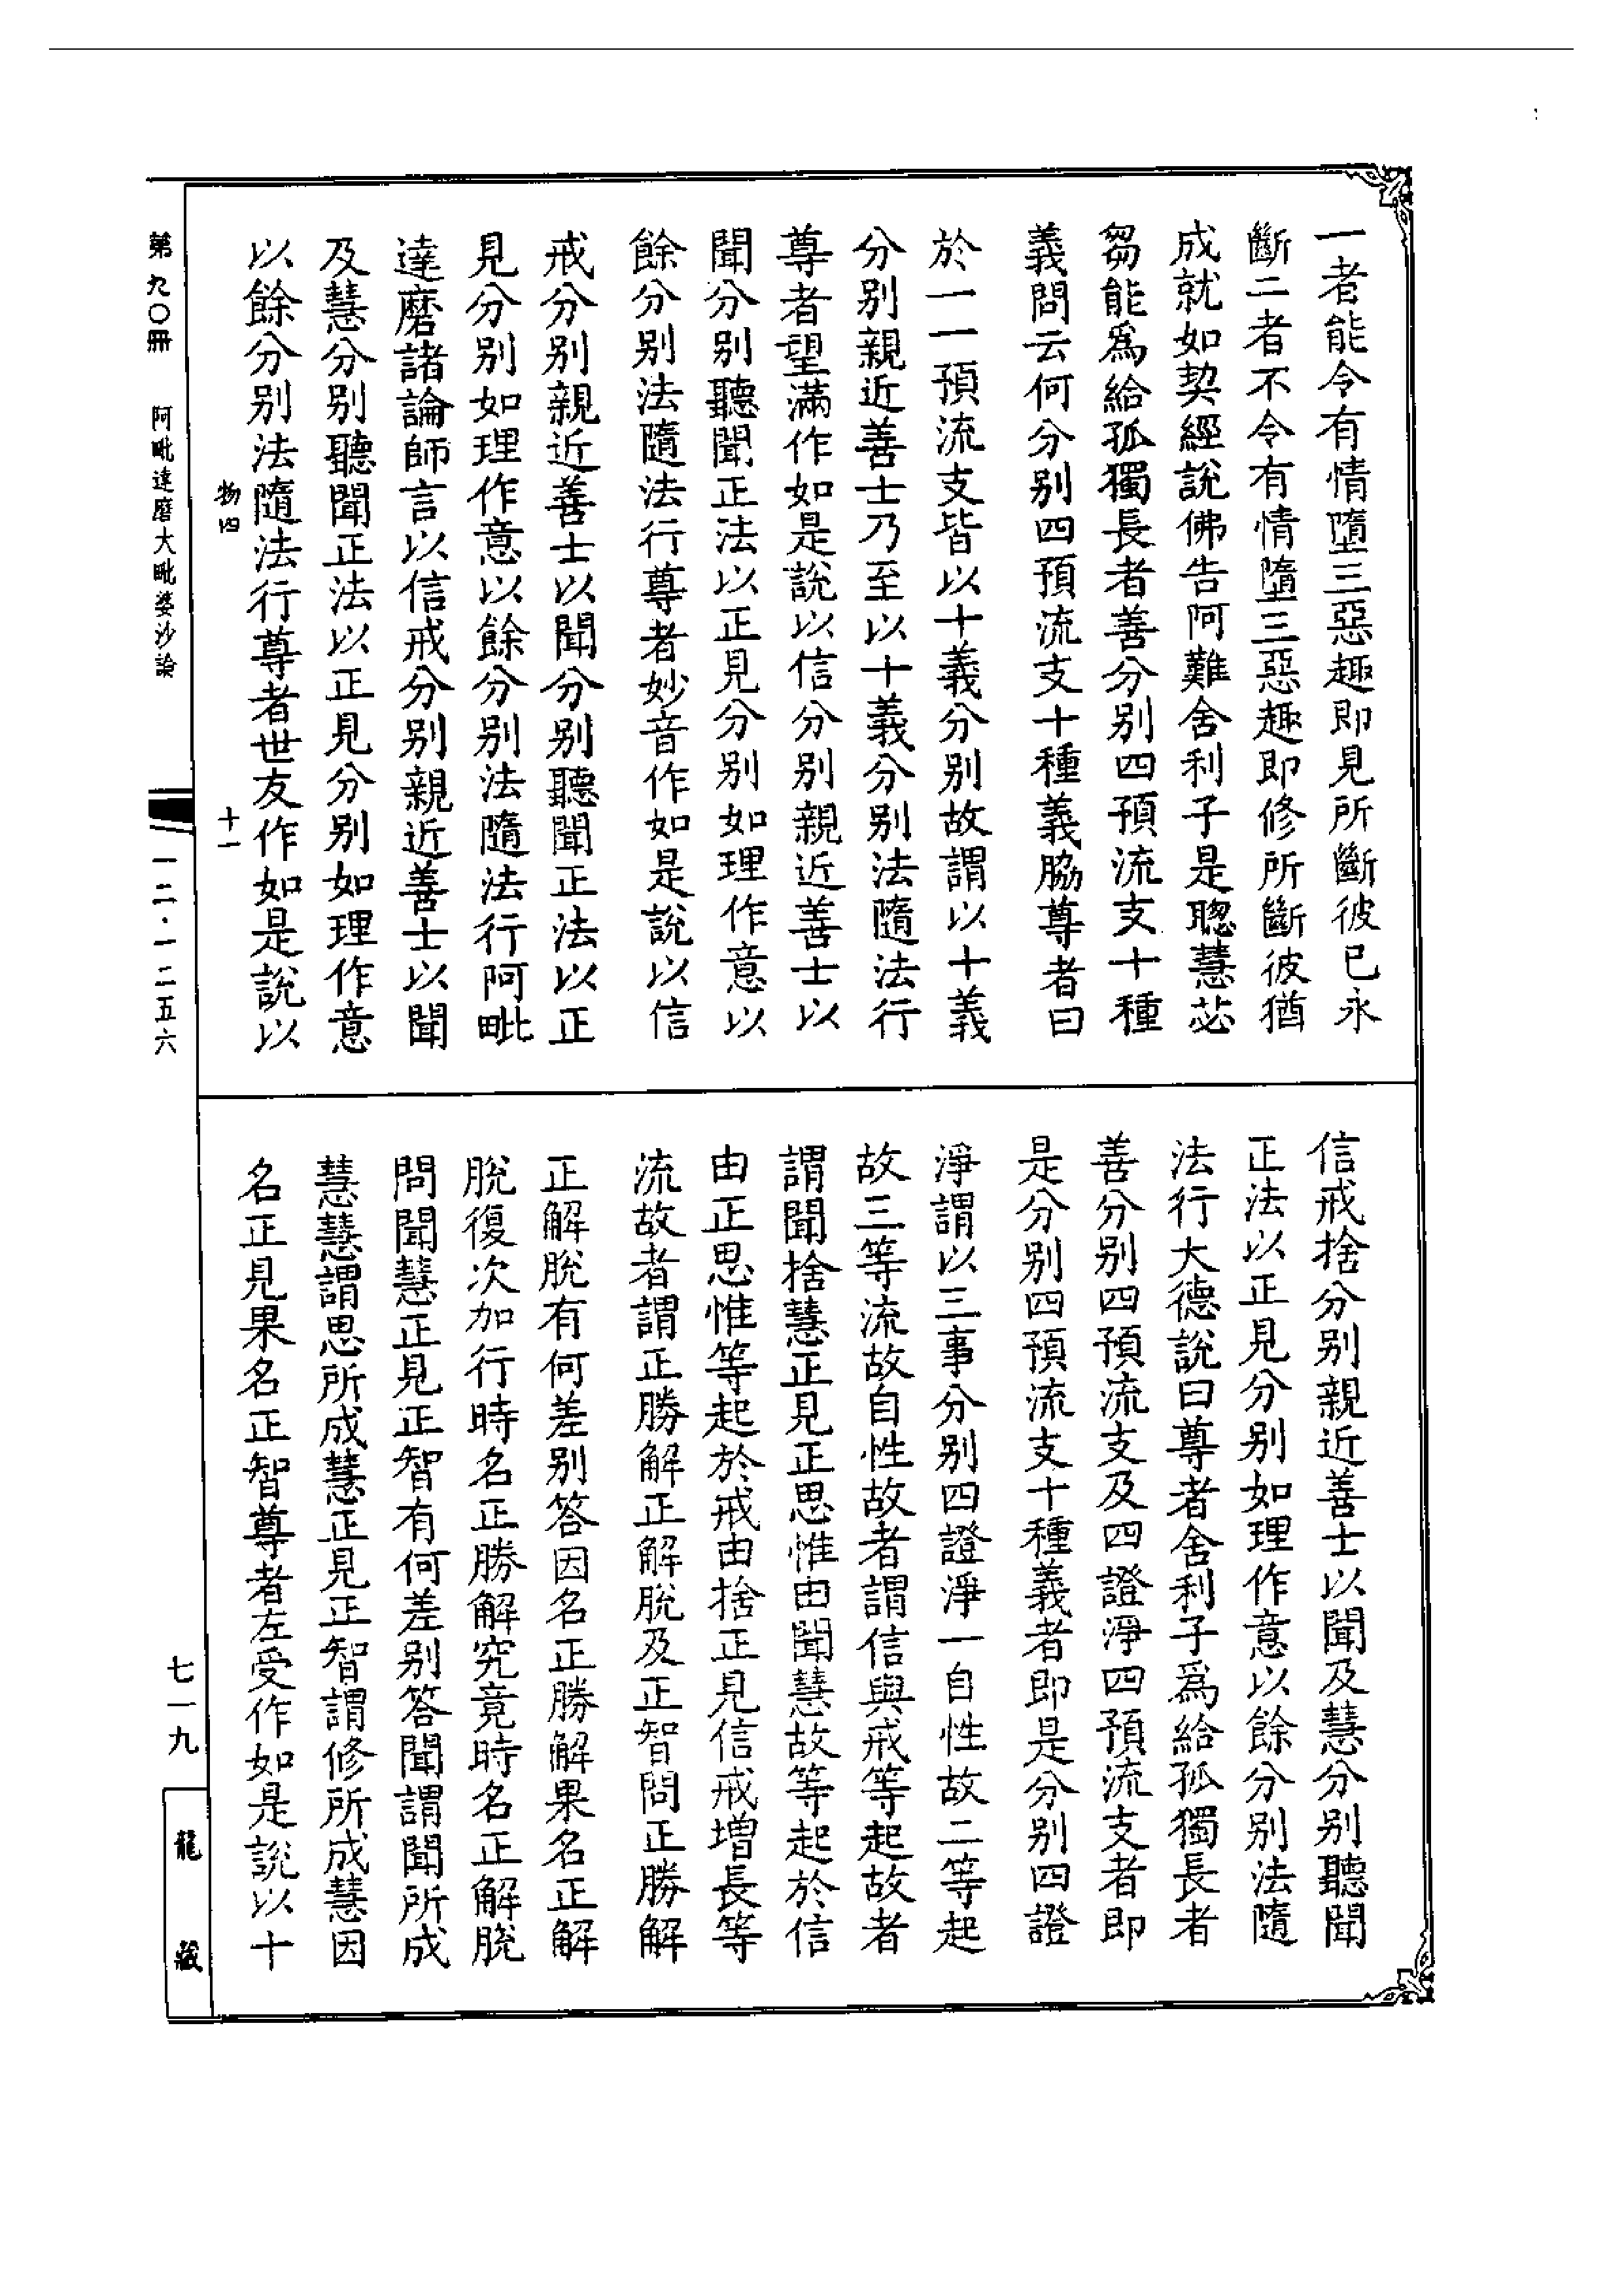 一者能令有情墮三惡趣即見所斷彼已永
斷二者不令有情墮三惡趣即修所斷彼猶
成就如契經說佛告阿難舍利子是聰慧苾
芻能爲給孤獨長者善分別四預流支十種
義問云何分別四預流支十種義脇尊者曰
於一一預流支皆以十義分別故謂以十義
分別親近善士乃至以十義分別法隨法行
尊者望滿作如是說以信分別親近善士以
聞分別聽聞正法以正見分別如理作意以
餘分別法隨法行尊者妙音作如是說以信
戒分別親近善士以聞分別聽聞正法以正
見分別如理作意以餘分別法隨法行阿毗
達磨諸論師言以信戒分別親近善士以聞
及慧分別聽聞正法以正見分別如理作意
以餘分別法隨法行尊者世友作如是說以
物四
十一
信戒捨分別親近善士以聞及慧分別聽聞
正法以正見分別如理作意以餘分別法隨
法行大德說曰尊者舍利子爲給孤獨長者
善分別四預流支及四證淨四預流支者即
是分別四預流支十種義者即是分別四證
淨謂以三事分別四證淨一自性故二等起
故三等流故自性故者謂信與戒等起故者
謂聞捨慧正見正思惟由聞慧故等起於信
由正思惟等起於戒由捨正見信戒增長等
流故者謂正勝解正解脫及正智問正勝解
正解脫有何差別答因名正勝解果名正解
脫復次加行時名正勝解究竟時名正解脫
問聞慧正見正智有何差別答聞謂聞所成
慧慧謂思所成慧正見正智謂修所成慧因
名正見果名正智尊者左受作如是說以十
第九〇冊 阿毗達磨大毗婆沙論
一二·一二五六
七一九
龍藏